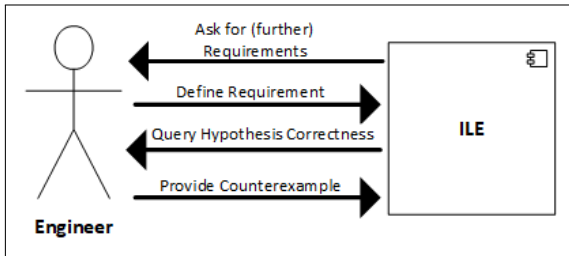 Ask for (further)
Requirements
Define Requirement
Query Hypothesis Correctness
Provide Counterexample
ILE
Engineer